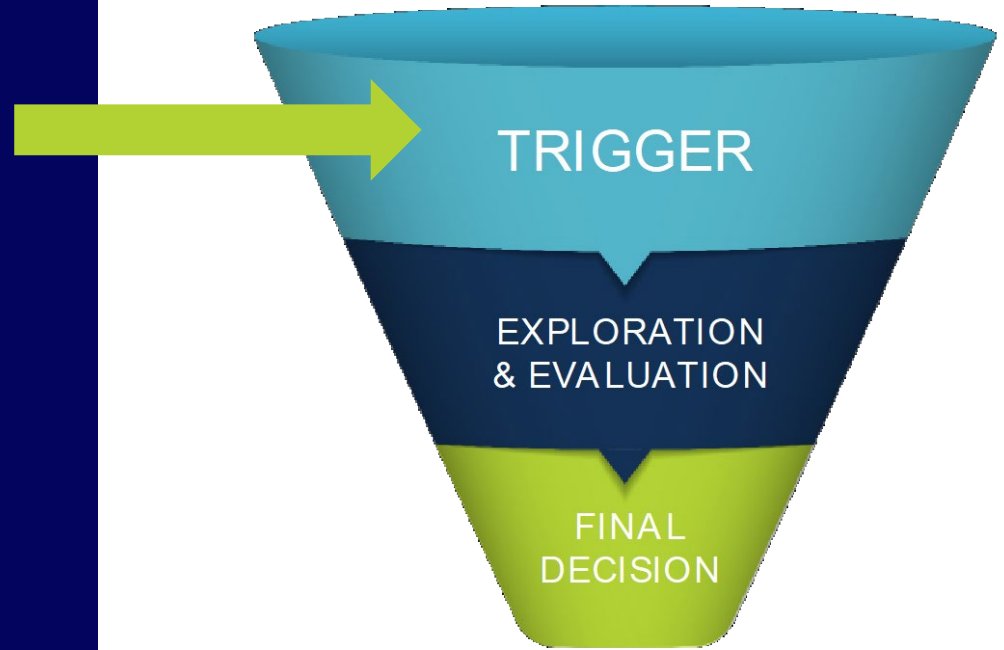 TRIGGER
EXPLORATION
& EVALUATION
FINAL
DECISION